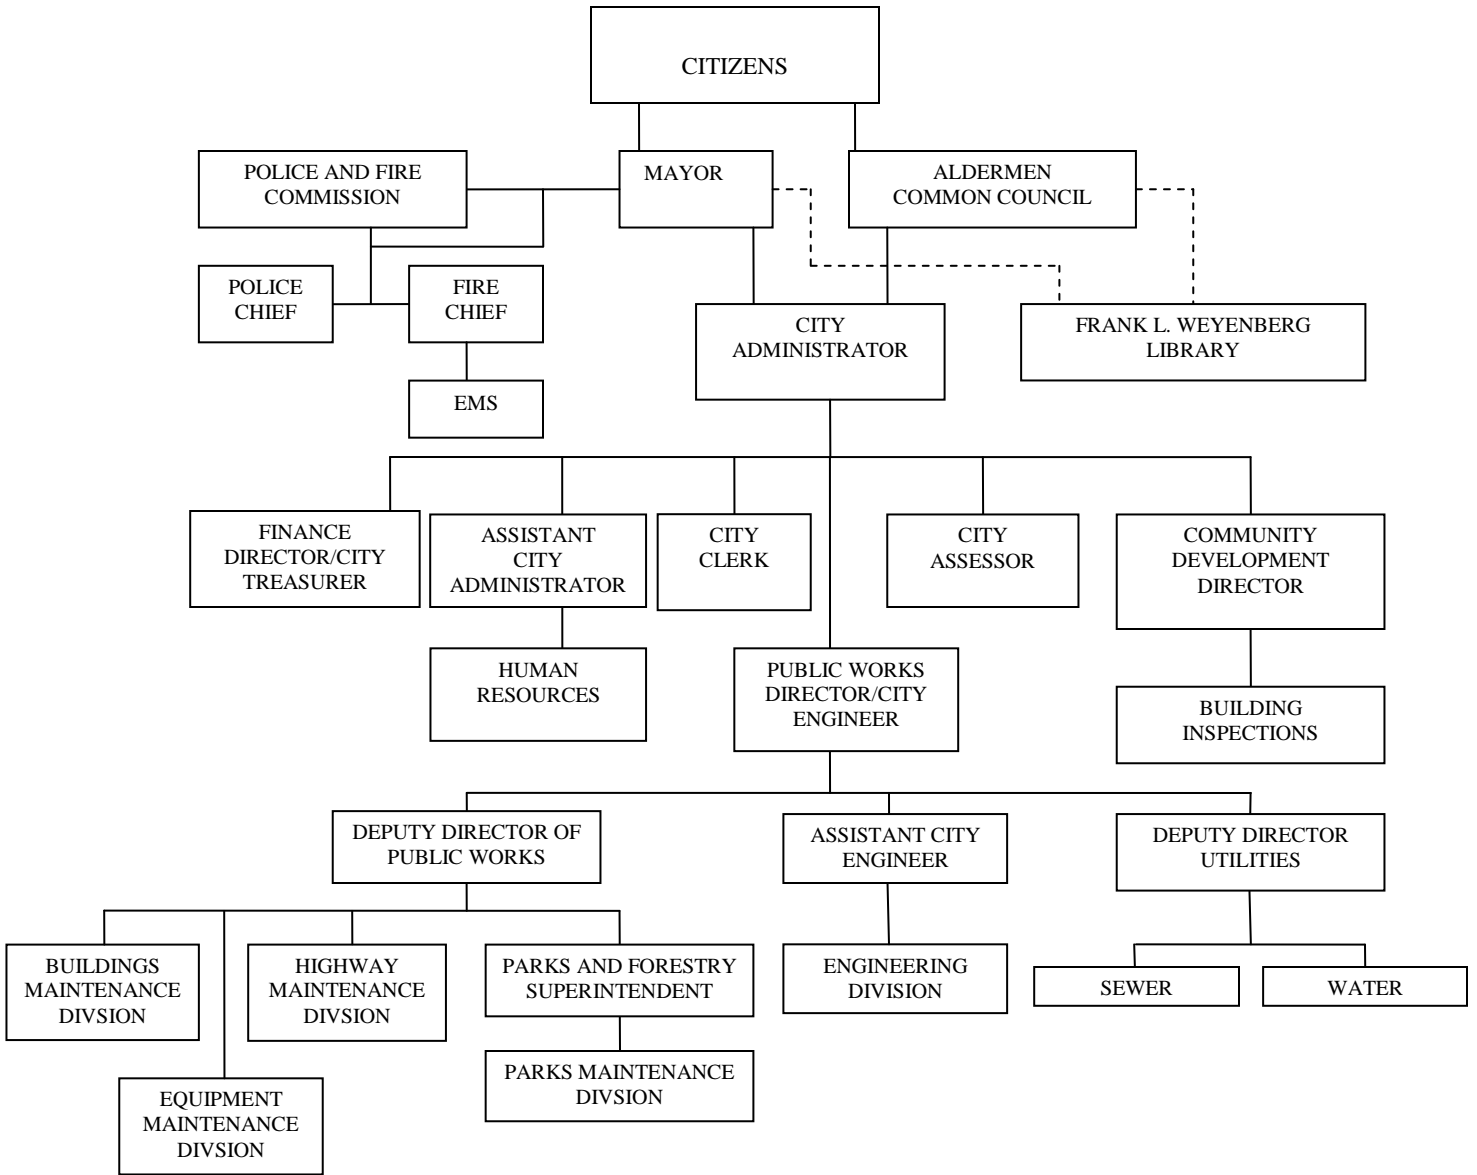 CITIZENS
POLICE AND FIRE
COMMISSION
MAYOR
ALDERMEN
COMMON COUNCIL
POLICE
CHIEF
FIRE
CHIEF
CITY
ADMINISTRATOR
FRANK L. WEYENBERG
LIBRARY
EMS
FINANCE
DIRECTOR/CITY
TREASURER
ASSISTANT
CITY
ADMINISTRATOR
CITY
CLERK
CITY
ASSESSOR
COMMUNITY
DEVELOPMENT
DIRECTOR
HUMAN
RESOURCES
PUBLIC WORKS
DIRECTOR/CITY
ENGINEER
BUILDING
INSPECTIONS
DEPUTY DIRECTOR OF
PUBLIC WORKS
ASSISTANT CITY
ENGINEER
DEPUTY DIRECTOR
UTILITIES
BUILDINGS
MAINTENANCE
DIVSION
HIGHWAY
MAINTENANCE
DIVSION
PARKS AND FORESTRY
SUPERINTENDENT
ENGINEERING
DIVISION
SEWER
WATER
PARKS MAINTENANCE
DIVSION
EQUIPMENT
MAINTENANCE
DIVSION